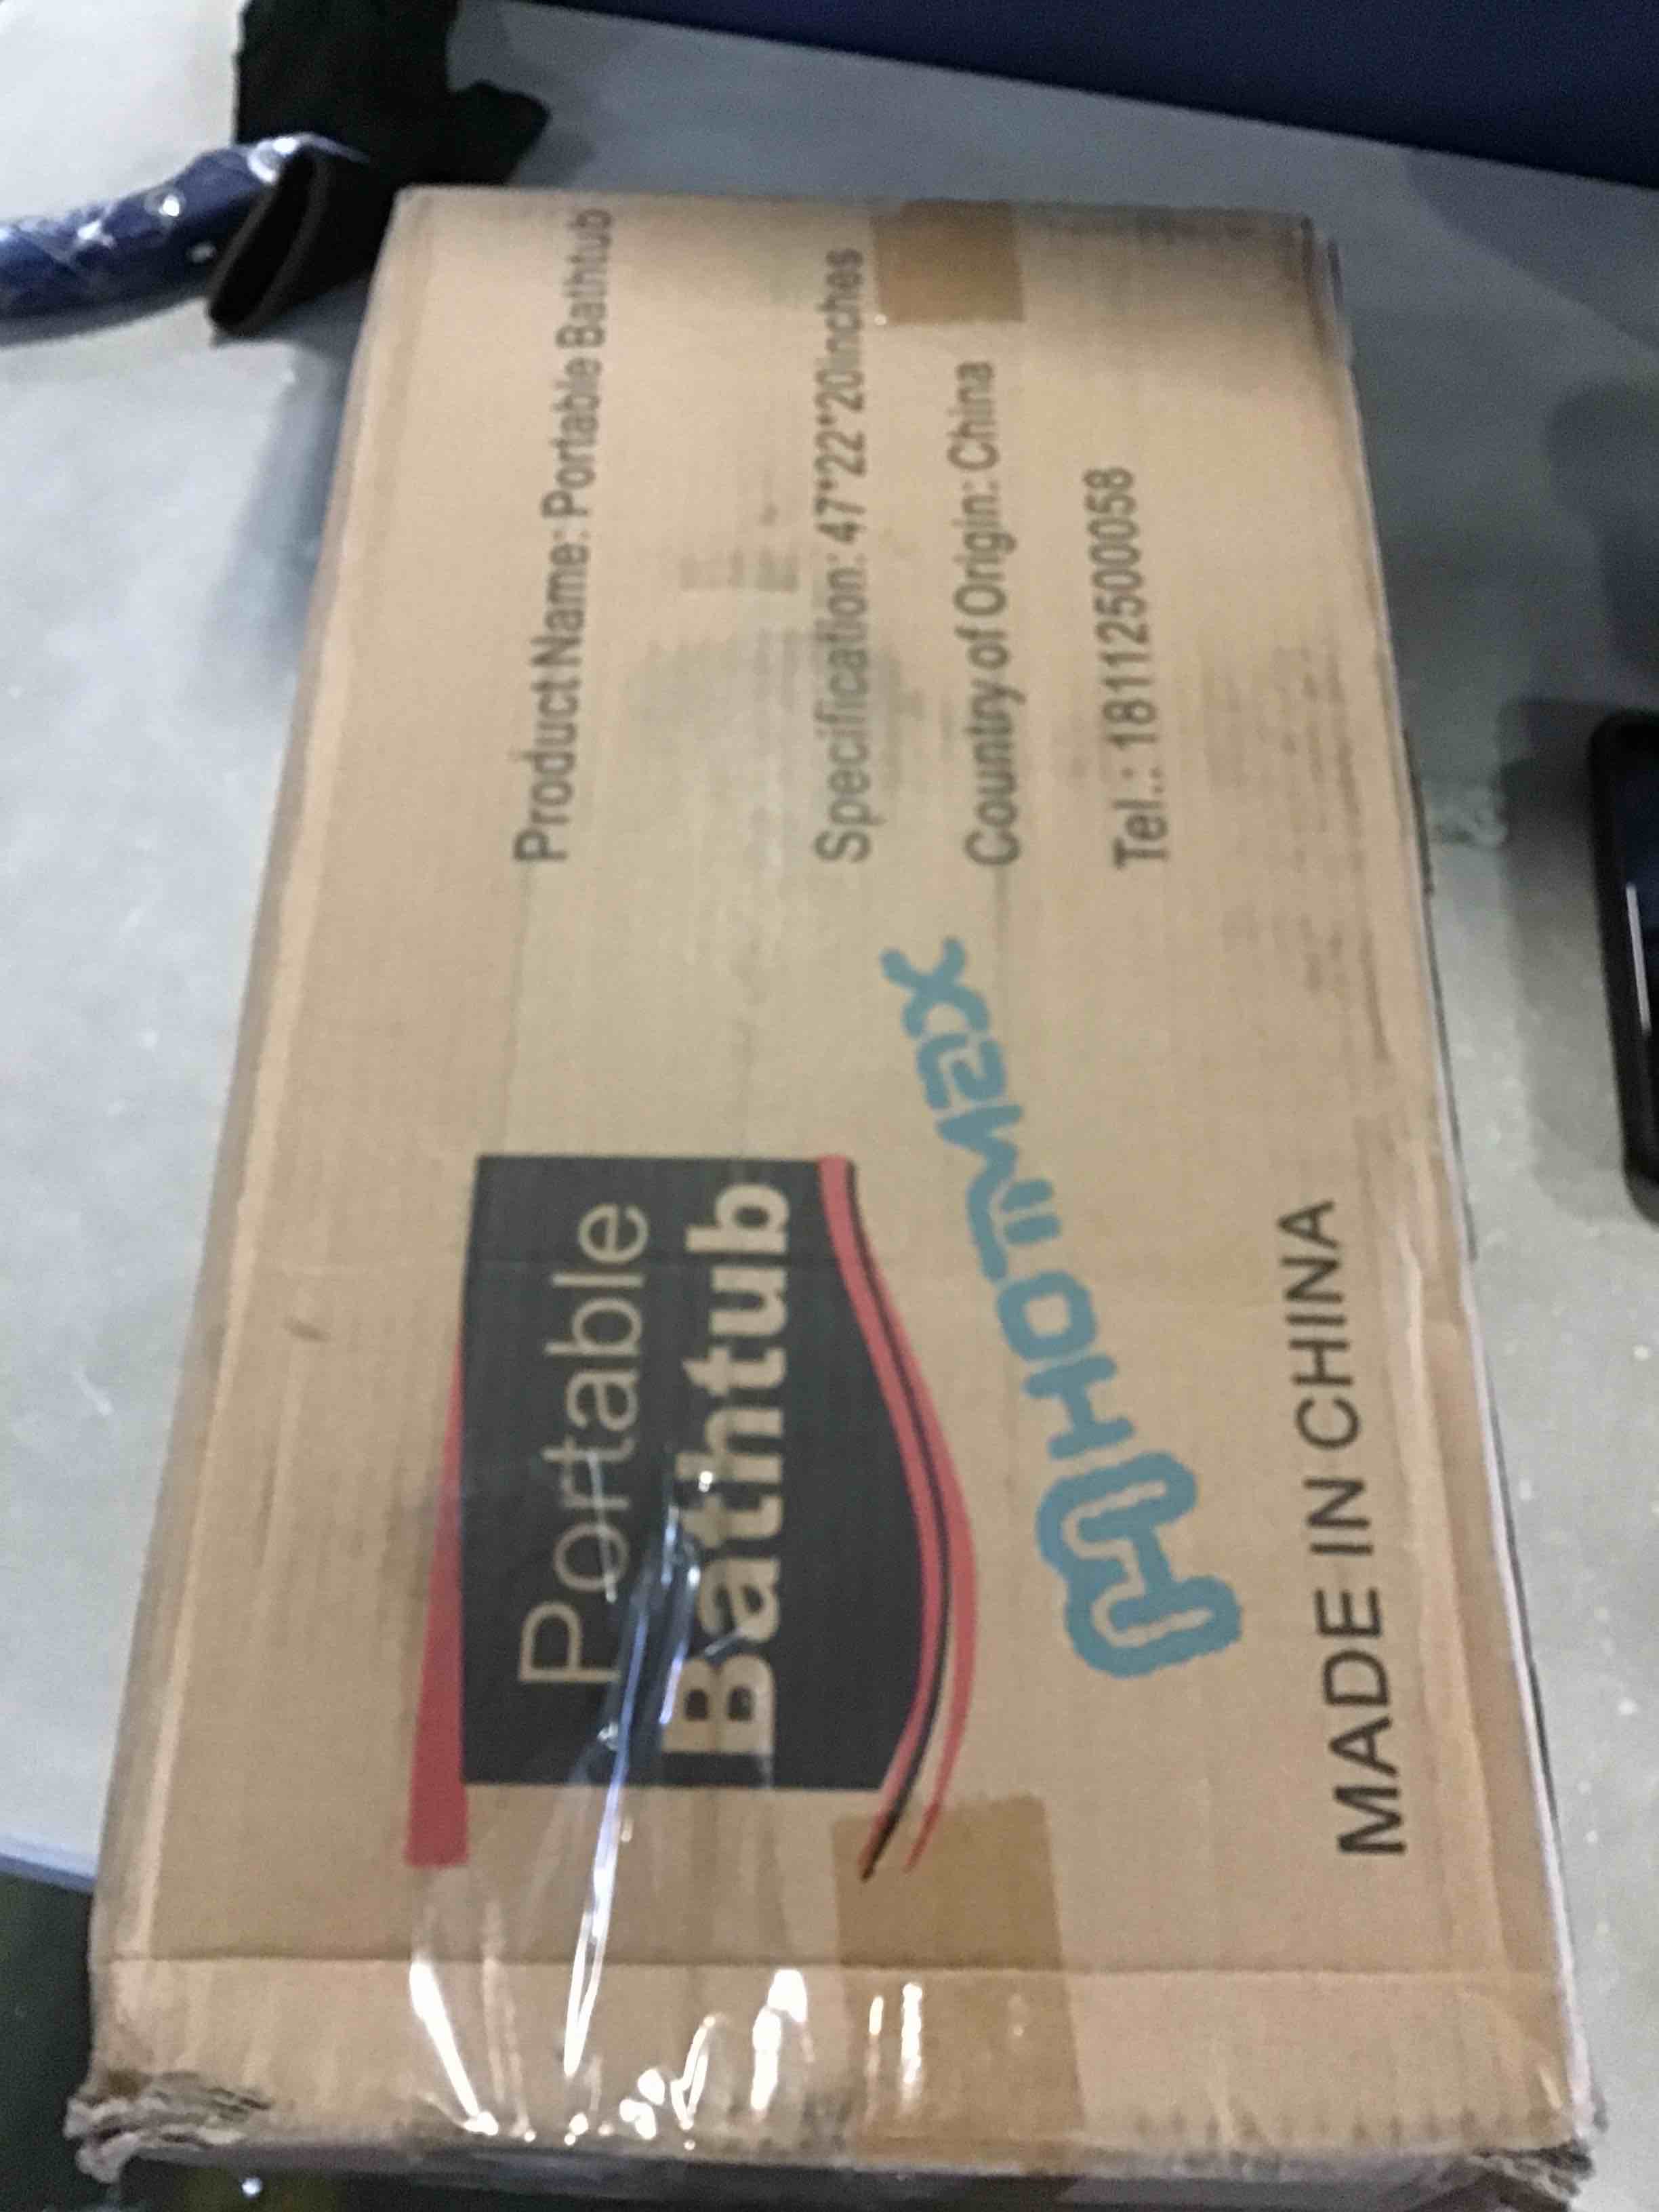 Portable
Bathtub
MADE IN CHINA
Product Name: Portable Bathtub
Specification: 47*22*20inches
Country of Origin: China
Tel.: 18112500058